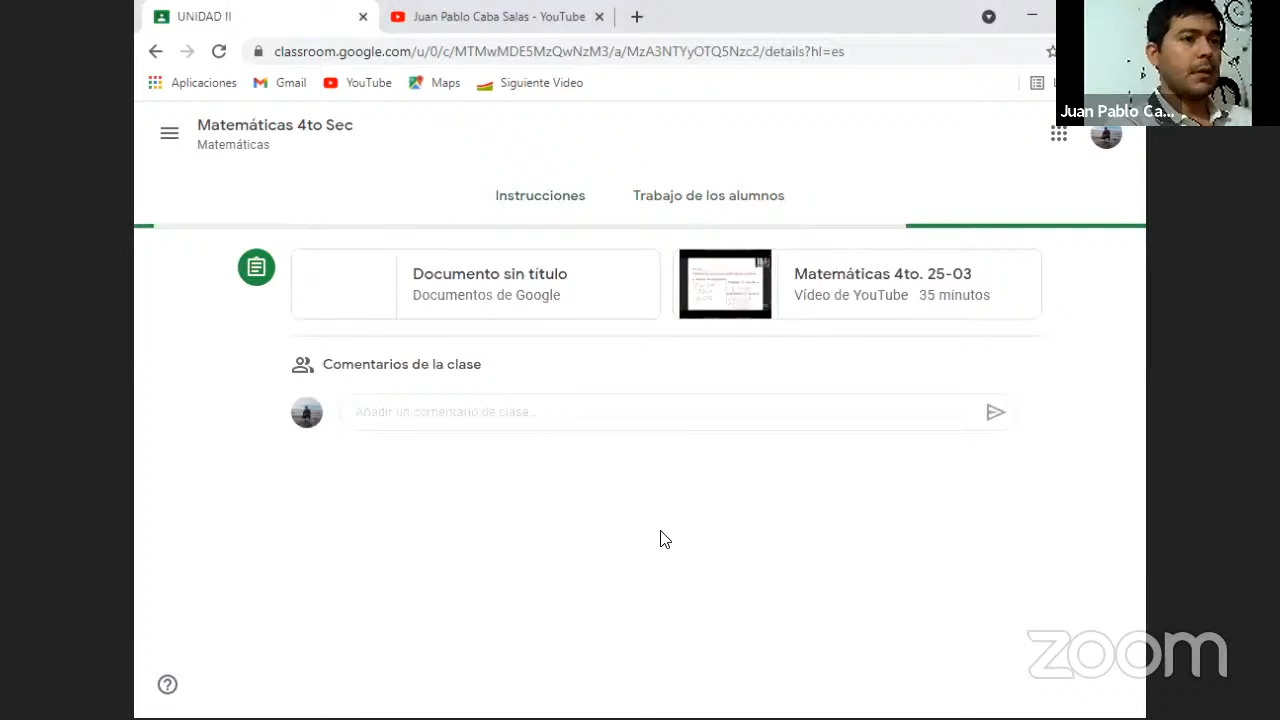 UNIDAD II
Juan Pablo Caba Salas - YouTube
classroom.google.com/u/0/c/MTMwMDE5MzQwNzM3/a/MzA3NTYyOTQ5Nzc2/details?hl=es
Aplicaciones
Gmail
YouTube
Maps
Siguiente Video
Juan Pablo Ca...
Matemáticas 4to Sec
Matemáticas
Instrucciones
Trabajo de los alumnos
Documento sin título
Documentos de Google
Matemáticas 4to. 25-03
Vídeo de YouTube 35 minutos
Comentarios de la clase
Añadir un comentario de clase...
zoom